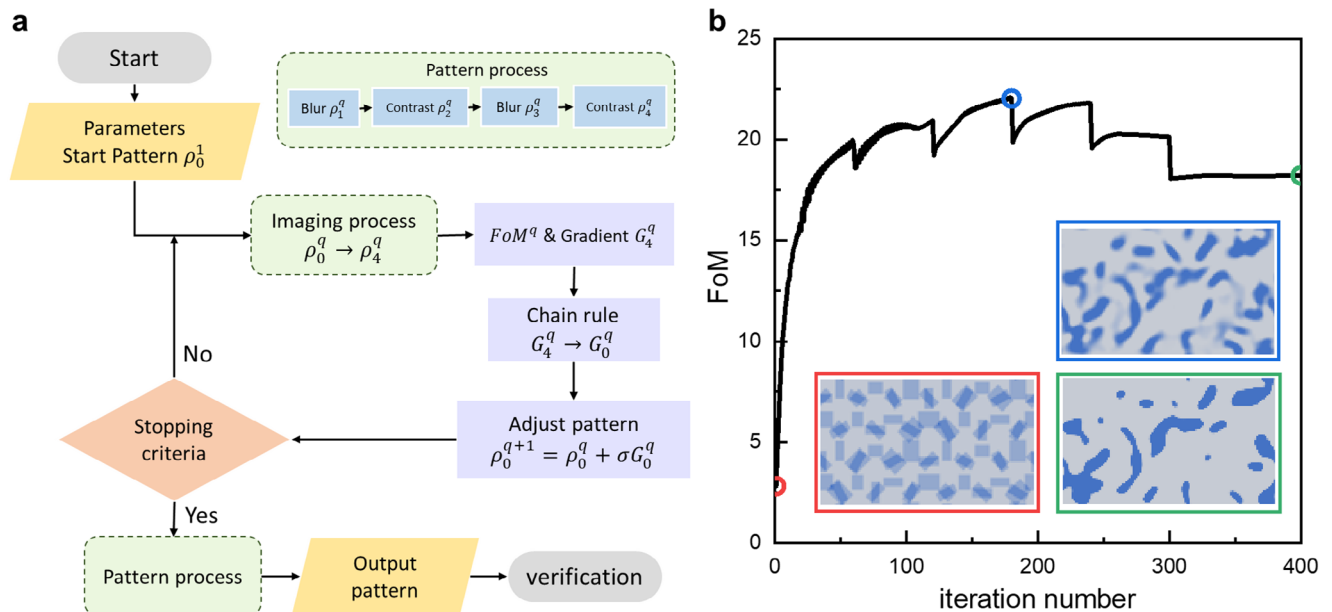 a
Start
Parameters
Start Pattern ρ₀¹
Pattern process
Blur ρ₁^q
Contrast ρ₂^q
Blur ρ₃^q
Contrast ρ₄^q
Imaging process
ρ₀^q → ρ₄^q
FoM^q & Gradient G₄^q
Chain rule
G₄^q → G₀^q
Adjust pattern
ρ₀^{q+1} = ρ₀^q + σG₀^q
Stopping
criteria
No
Yes
Pattern process
Output
pattern
verification
b
FoM
25
20
15
10
5
0
0
100
200
300
400
iteration number